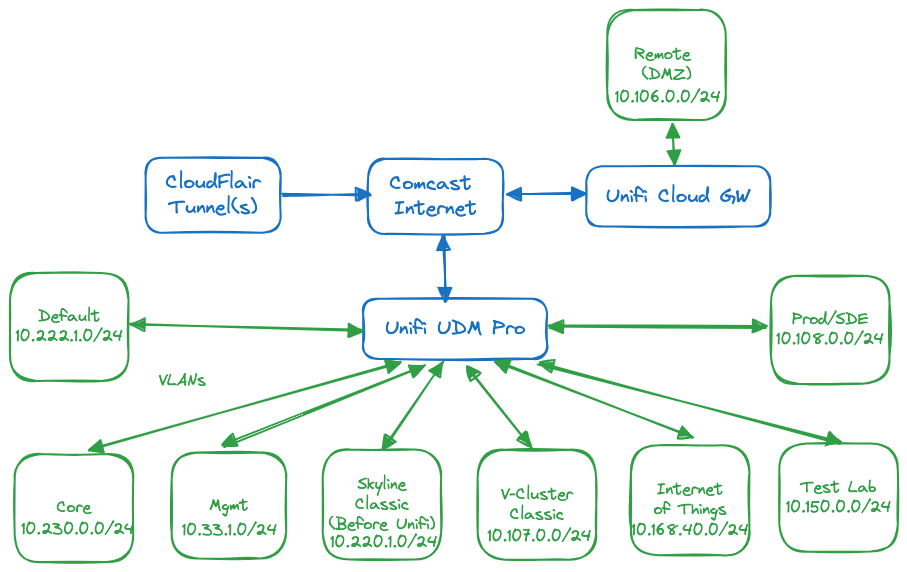 Remote
(DMZ)
10.106.0.0/24
CloudFlair
Tunnel(s)
Comcast
Internet
Unifi Cloud GW
Default
10.222.1.0/24
Unifi UDM Pro
Prod/SDE
10.108.0.0/24
VLANs
Core
10.230.0.0/24
Mgmt
10.33.1.0/24
Skyline
Classic
(Before Unifi)
10.220.1.0/24
V-Cluster
Classic
10.107.0.0/24
Internet
of Things
10.168.40.0/24
Test Lab
10.150.0.0/24